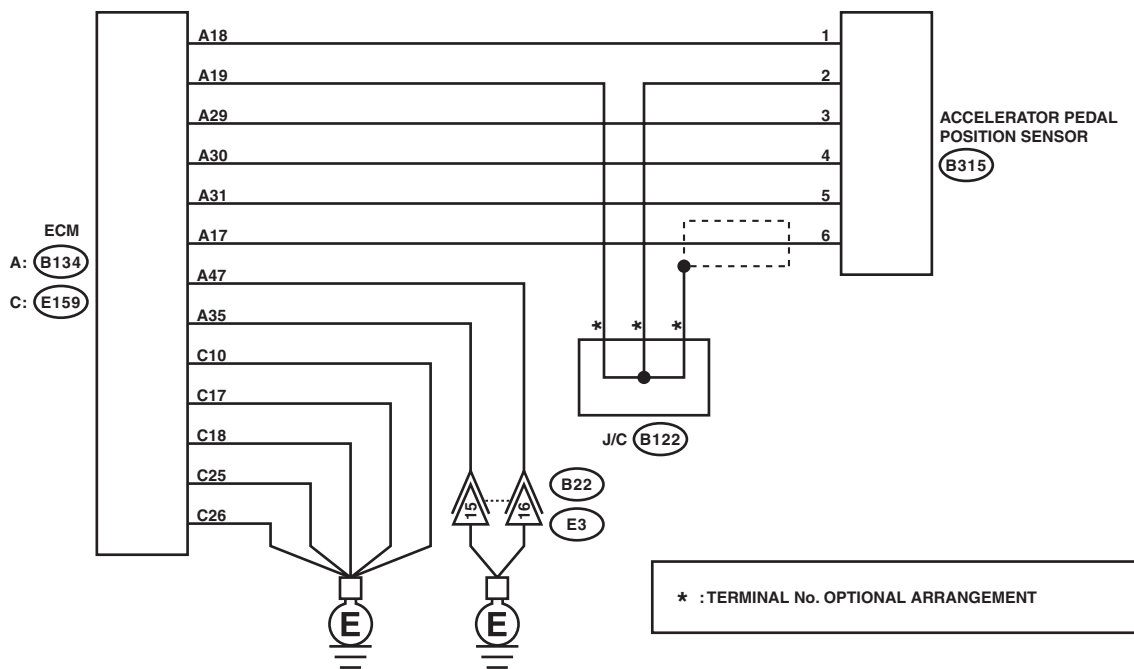 A18 1
A19 2
A29 3
ACCELERATOR PEDAL
POSITION SENSOR
B315
A30 4
A31 5
A17 6
ECM
A: B134
C: E159
A47
A35
* * *
C10
C17
J/C B122
C18
C25
B22
15 16
C26
E3
* : TERMINAL No. OPTIONAL ARRANGEMENT
E E